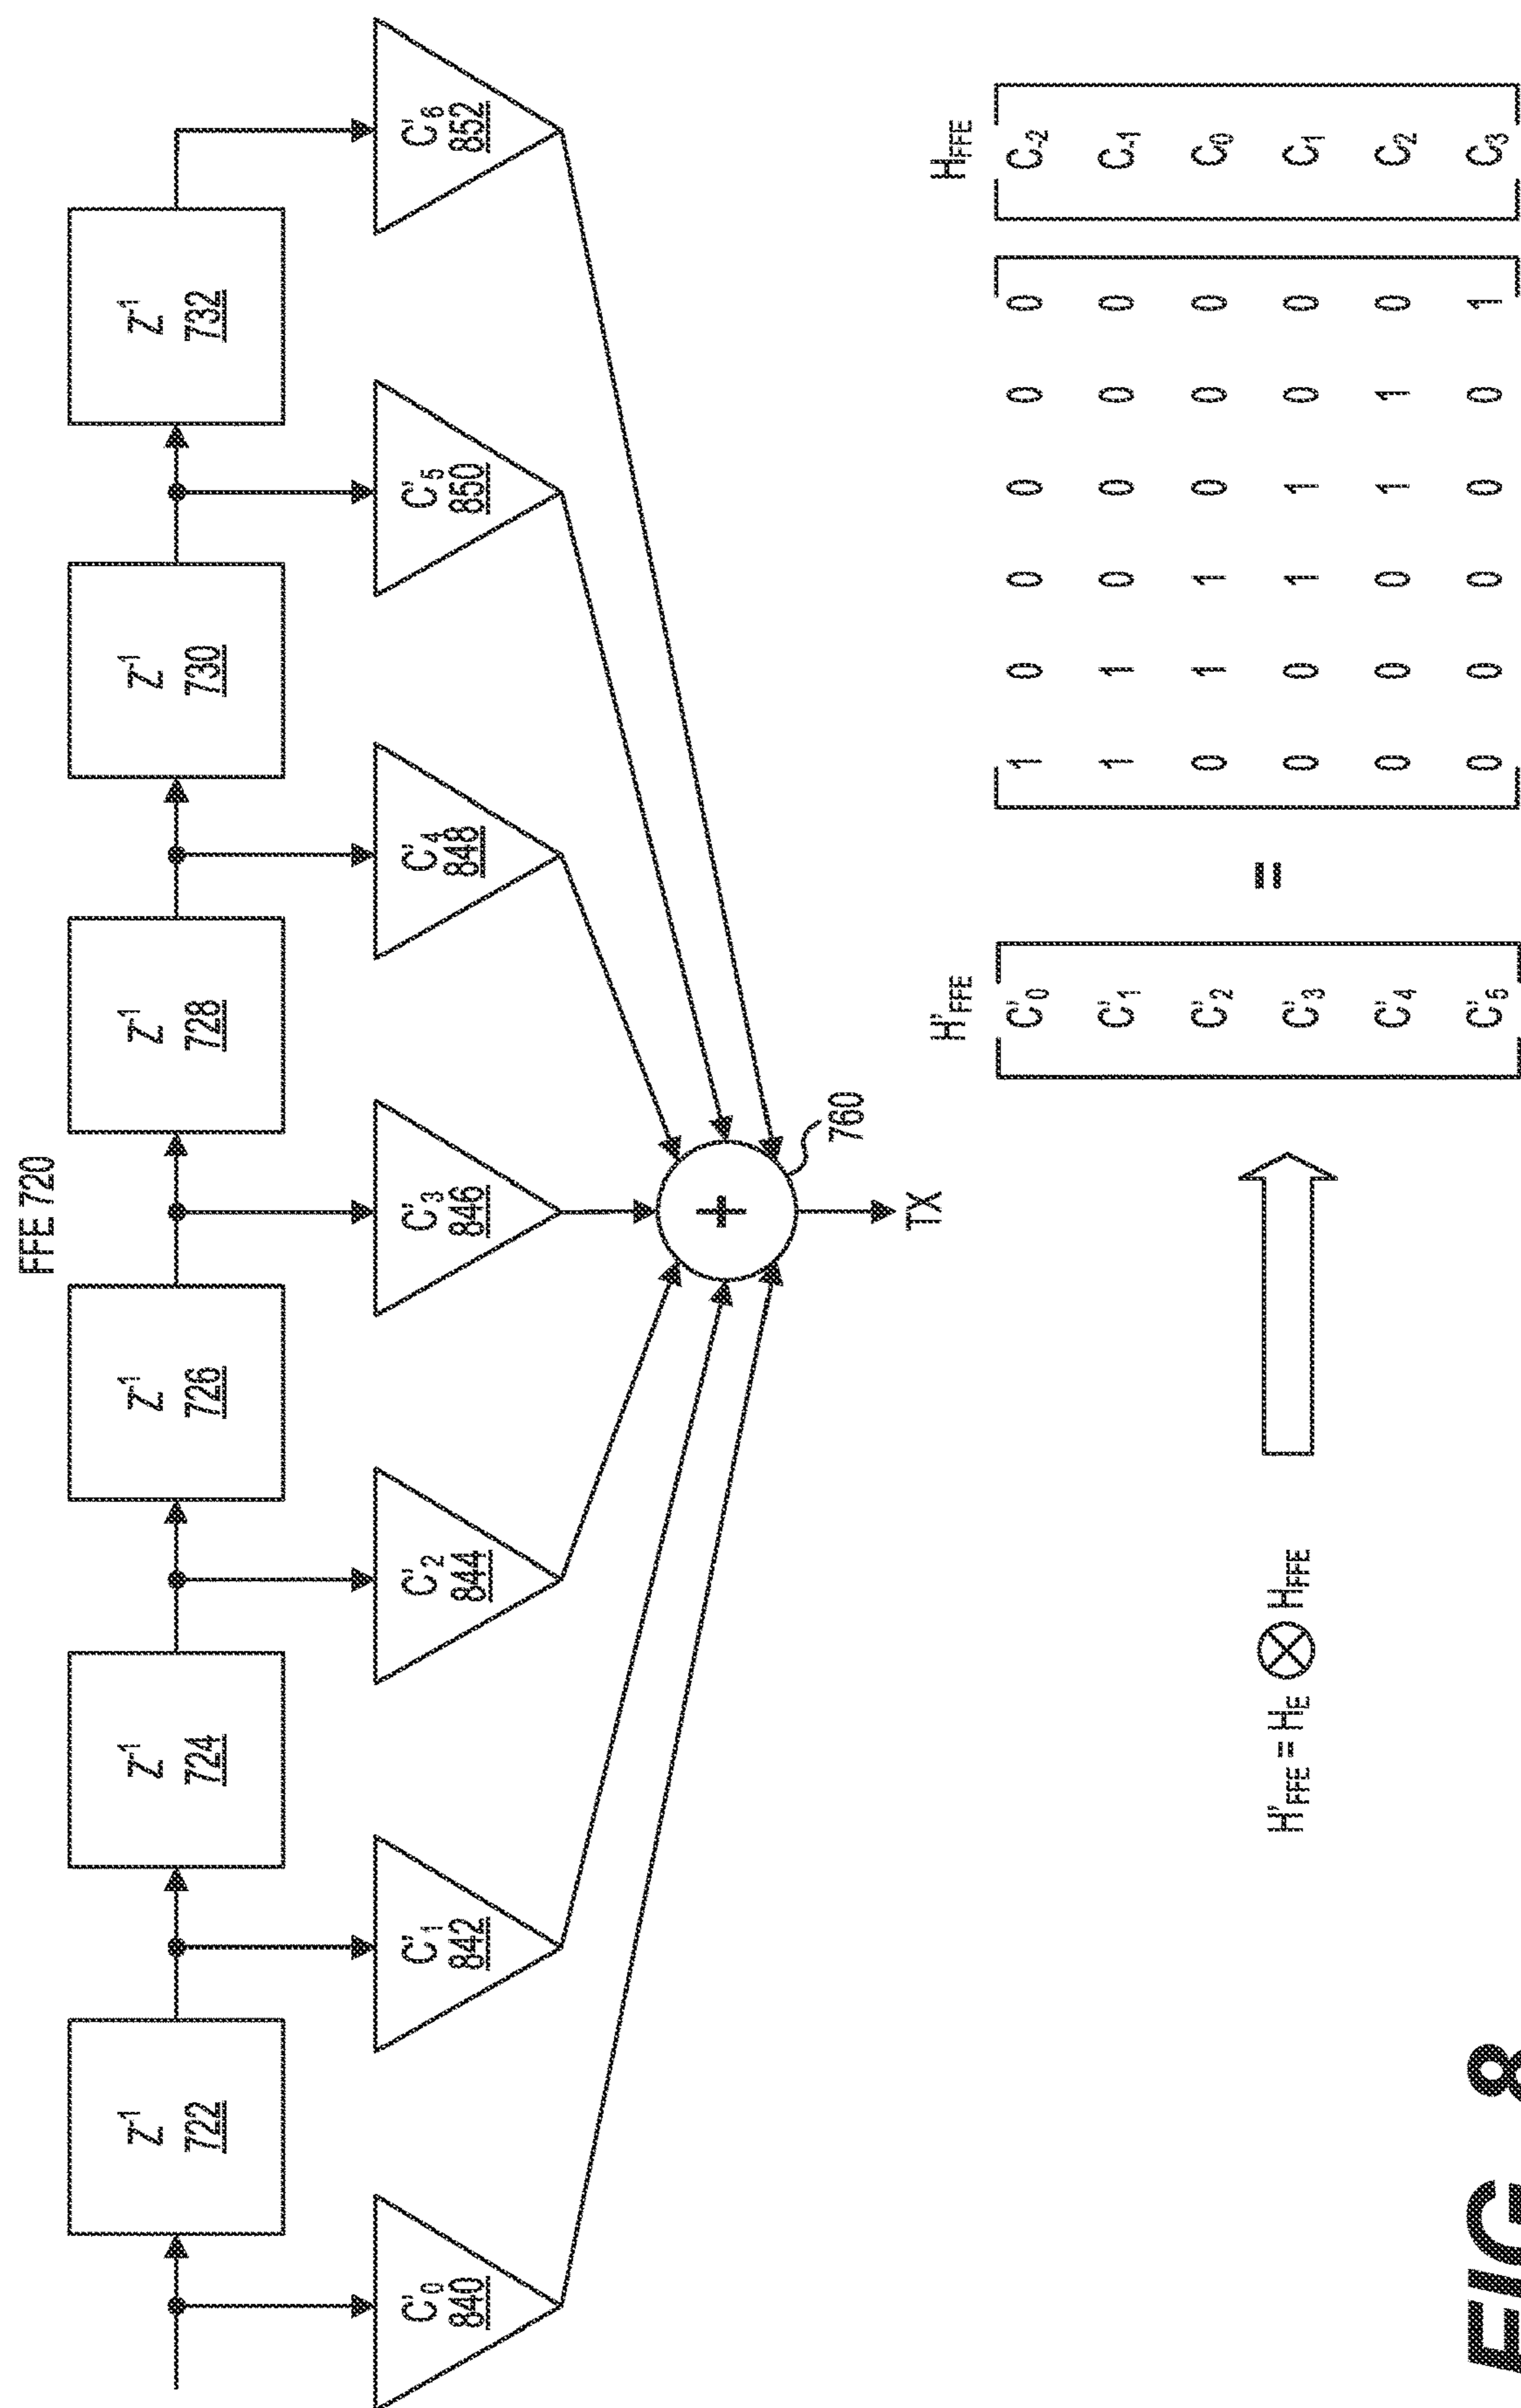 FFE 720
Z⁻¹ 722
Z⁻¹ 724
Z⁻¹ 726
Z⁻¹ 728
Z⁻¹ 730
Z⁻¹ 732
C'₀ 840
C'₁ 842
C'₂ 844
C'₃ 846
C'₄ 848
C'₅ 850
C'₆ 852
+
760
TX
H'FFE = HE ⊗ HFFE
H'FFE
HFFE
C'₀ 1 0 0 0 0 0 C-2
C'₁ 1 1 0 0 0 0 C-1
C'₂ 0 1 1 0 0 0 C₀
= 
C'₃ 0 0 1 1 0 0 C₁
C'₄ 0 0 0 1 1 0 C₂
C'₅ 0 0 0 0 0 1 C₃
FIG 8